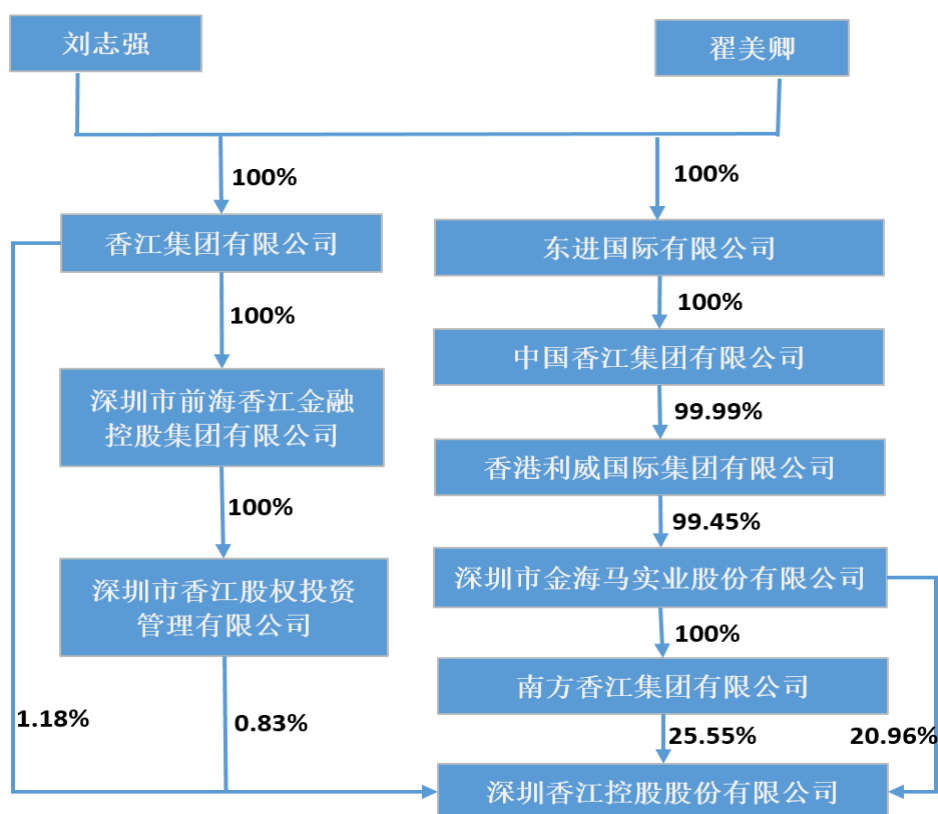 刘志强
翟美卿
100%
100%
香江集团有限公司
东进国际有限公司
100%
100%
中国香江集团有限公司
深圳市前海香江金融
控股集团有限公司
99.99%
香港利威国际集团有限公司
100%
99.45%
深圳市香江股权投资
管理有限公司
深圳市金海马实业股份有限公司
100%
南方香江集团有限公司
1.18%
0.83%
25.55%
20.96%
深圳香江控股股份有限公司